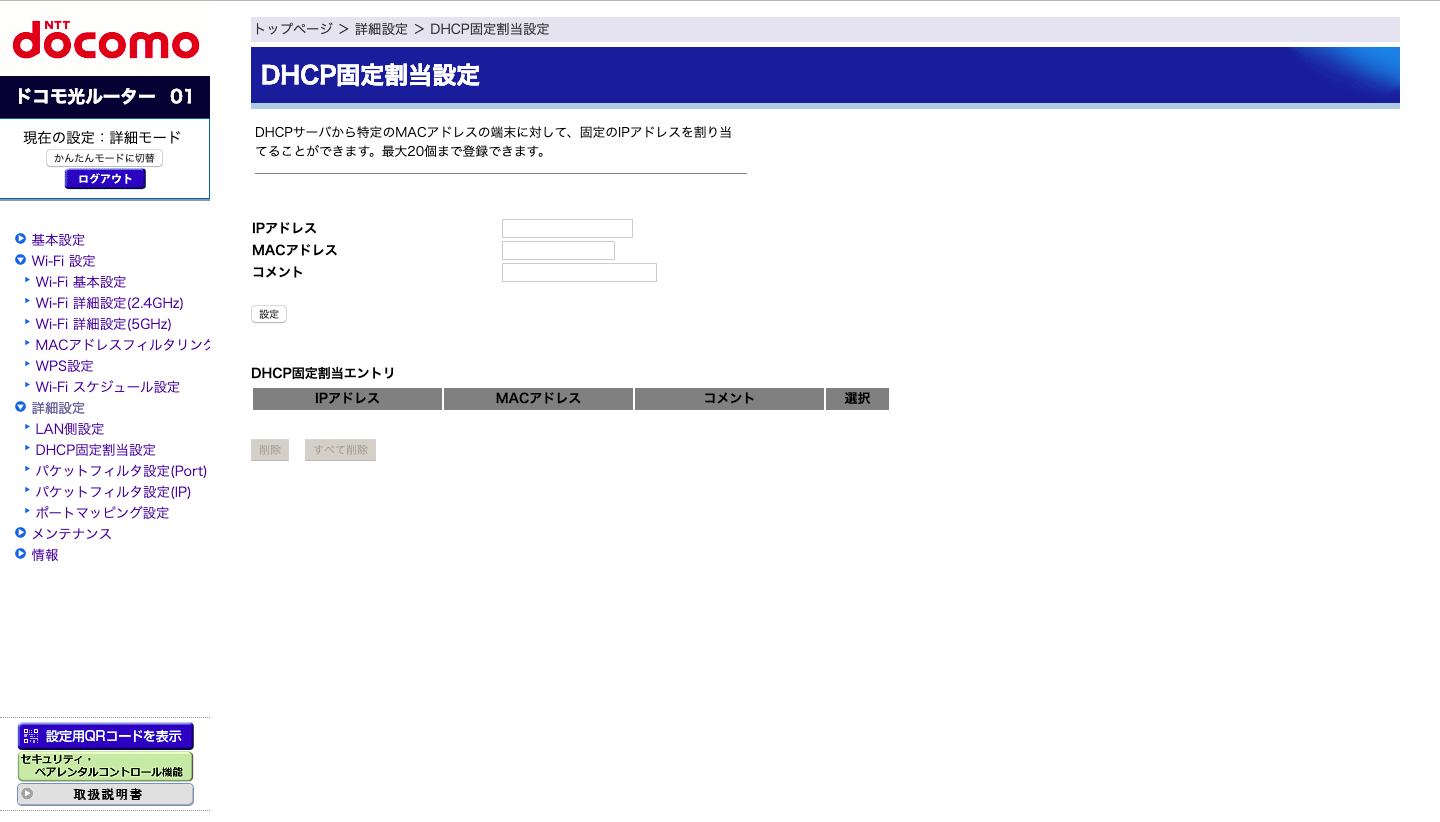 NTT
docomo
ドコモ光ルーター 01
現在の設定：詳細モード
かんたんモードに切替
ログアウト
基本設定
Wi-Fi 設定
Wi-Fi 基本設定
Wi-Fi 詳細設定(2.4GHz)
Wi-Fi 詳細設定(5GHz)
MACアドレスフィルタリング
WPS設定
Wi-Fi スケジュール設定
詳細設定
LAN側設定
DHCP固定割当設定
パケットフィルタ設定(Port)
パケットフィルタ設定(IP)
ポートマッピング設定
メンテナンス
情報
設定用QRコードを表示
セキュリティ・
ペアレンタルコントロール機能
取扱説明書
トップページ ＞ 詳細設定 ＞ DHCP固定割当設定
DHCP固定割当設定
DHCPサーバから特定のMACアドレスの端末に対して、固定のIPアドレスを割り当
てることができます。最大20個まで登録できます。
IPアドレス
MACアドレス
コメント
設定
DHCP固定割当エントリ
IPアドレス MACアドレス コメント 選択
削除 すべて削除